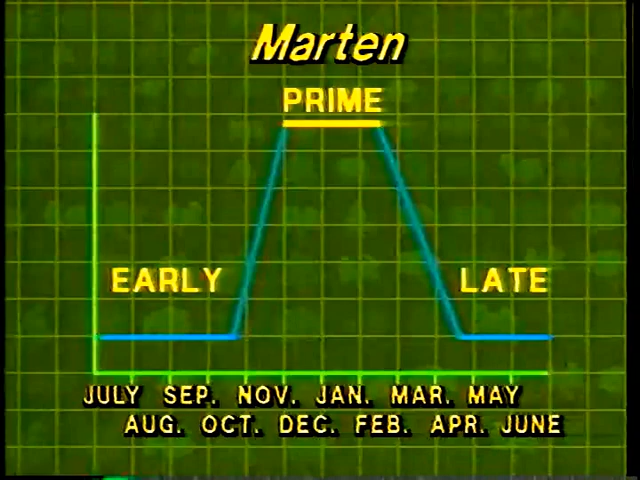 Marten
PRIME
EARLY LATE
JULY SEP. NOV. JAN. MAR. MAY
AUG. OCT. DEC. FEB. APR. JUNE